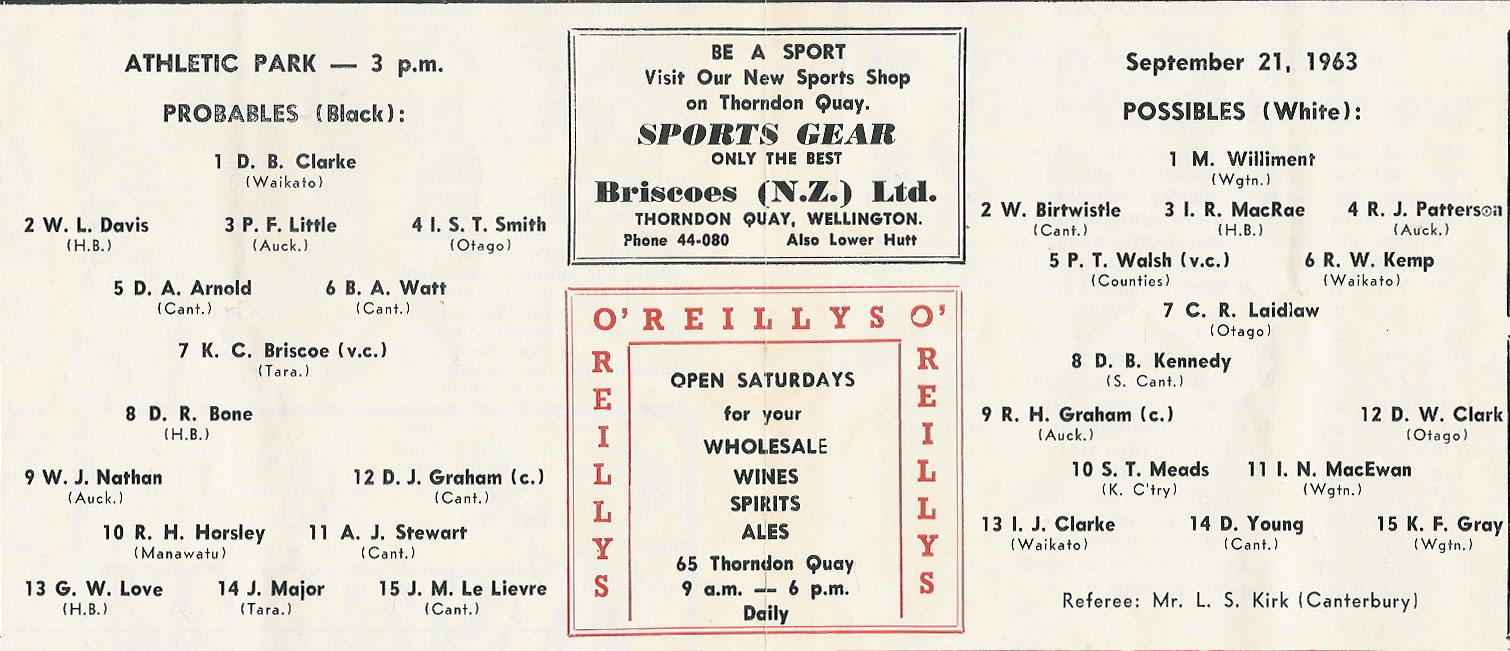 ATHLETIC PARK — 3 p.m.
PROBABLES (Black):
1 D. B. Clarke
(Waikato)
2 W. L. Davis 3 P. F. Little 4 I. S. T. Smith
(H.B.) (Auck.) (Otago)
5 D. A. Arnold 6 B. A. Watt
(Cant.) (Cant.)
7 K. C. Briscoe (v.c.)
(Tara.)
8 D. R. Bone
(H.B.)
9 W. J. Nathan 12 D. J. Graham (c.)
(Auck.) (Cant.)
10 R. H. Horsley 11 A. J. Stewart
(Manawatu) (Cant.)
13 G. W. Love 14 J. Major 15 J. M. Le Lievre
(H.B.) (Tara.) (Cant.)
BE A SPORT
Visit Our New Sports Shop
on Thorndon Quay.
SPORTS GEAR
ONLY THE BEST
Briscoes (N.Z.) Ltd.
THORNDON QUAY, WELLINGTON.
Phone 44-080 Also Lower Hutt
O'REILLYS O'
REILLYS
REILLYS
OPEN SATURDAYS
for your
WHOLESALE
WINES
SPIRITS
ALES
65 Thorndon Quay
9 a.m. — 6 p.m.
Daily
September 21, 1963
POSSIBLES (White):
1 M. Williment
(Wgtn.)
2 W. Birtwistle 3 I. R. MacRae 4 R. J. Patterson
(Cant.) (H.B.) (Auck.)
5 P. T. Walsh (v.c.) 6 R. W. Kemp
(Counties) (Waikato)
7 C. R. Laidlaw
(Otago)
8 D. B. Kennedy
(S. Cant.)
9 R. H. Graham (c.) 12 D. W. Clark
(Auck.) (Otago)
10 S. T. Meads 11 I. N. MacEwan
(K. C'try) (Wgtn.)
13 I. J. Clarke 14 D. Young 15 K. F. Gray
(Waikato) (Cant.) (Wgtn.)
Referee: Mr. L. S. Kirk (Canterbury)